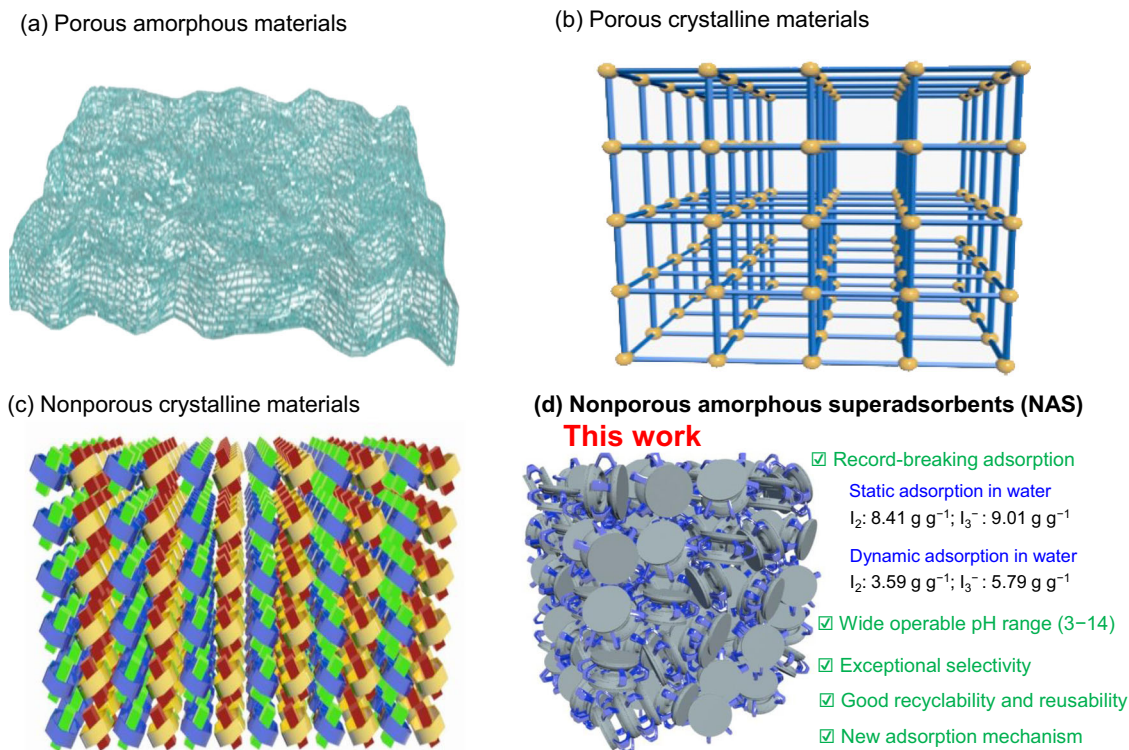 (a) Porous amorphous materials
(b) Porous crystalline materials
(c) Nonporous crystalline materials
(d) Nonporous amorphous superadsorbents (NAS)
This work
☑ Record-breaking adsorption
Static adsorption in water
I₂: 8.41 g g⁻¹; I₃⁻ : 9.01 g g⁻¹
Dynamic adsorption in water
I₂: 3.59 g g⁻¹; I₃⁻ : 5.79 g g⁻¹
☑ Wide operable pH range (3−14)
☑ Exceptional selectivity
☑ Good recyclability and reusability
☑ New adsorption mechanism